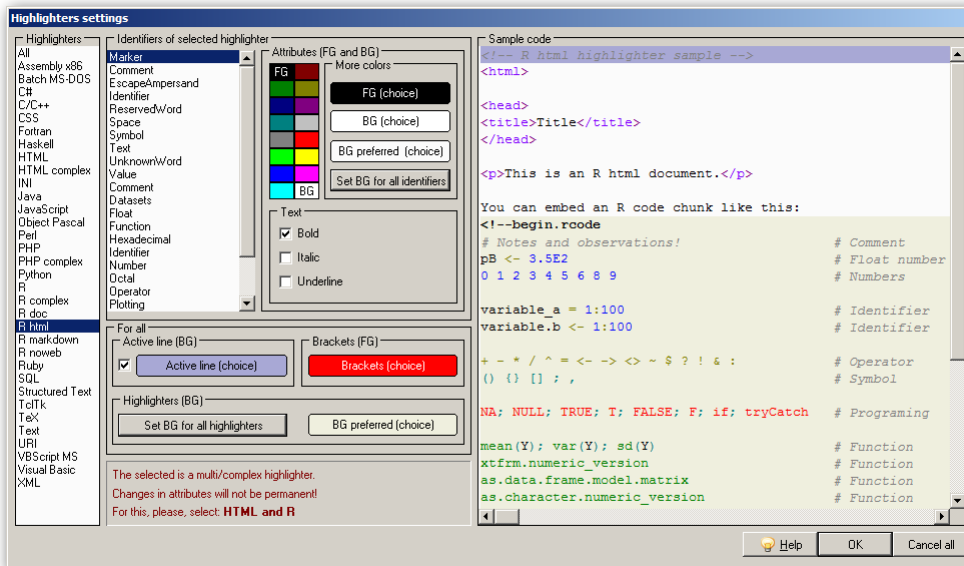 Highlighters settings
Highlighters
All
Assembly x86
Batch MS-DOS
C#
C/C++
CSS
Fortran
Haskell
HTML
HTML complex
INI
Java
JavaScript
Object Pascal
Perl
PHP
PHP complex
Python
R
R complex
R doc
R html
R markdown
R noweb
Ruby
SQL
Structured Text
TclTk
TeX
Text
URI
VBScript MS
Visual Basic
XML
Identifiers of selected highlighter
Marker
Comment
EscapeAmpersand
Identifier
ReservedWord
Space
Symbol
Text
UnknownWord
Value
Comment
Datasets
Float
Function
Hexadecimal
Identifier
Number
Octal
Operator
Plotting
Attributes (FG and BG)
FG
BG
More colors
FG (choice)
BG (choice)
BG preferred (choice)
Set BG for all identifiers
Text
Bold
Italic
Underline
For all
Active line (BG)
Active line (choice)
Brackets (FG)
Brackets (choice)
Highlighters (BG)
Set BG for all highlighters
BG preferred (choice)
The selected is a multi/complex highlighter.
Changes in attributes will not be permanent!
For this, please, select: HTML and R
Sample code
<!-- R html highlighter sample -->
<html>
<head>
<title>Title</title>
</head>
<p>This is an R html document.</p>
You can embed an R code chunk like this:
<!--begin.rcode
# Notes and observations! # Comment
pB <- 3.5E2 # Float number
0 1 2 3 4 5 6 8 9 # Numbers
variable_a = 1:100 # Identifier
variable.b <- 1:100 # Identifier
+ - * / ^ = <- -> <> ~ $ ? ! & : # Operator
() {} [] ; , # Symbol
NA; NULL; TRUE; T; FALSE; F; if; tryCatch # Programing
mean(Y); var(Y); sd(Y) # Function
xtfrm.numeric_version # Function
as.data.frame.model.matrix # Function
as.character.numeric_version # Function
Help
OK
Cancel all